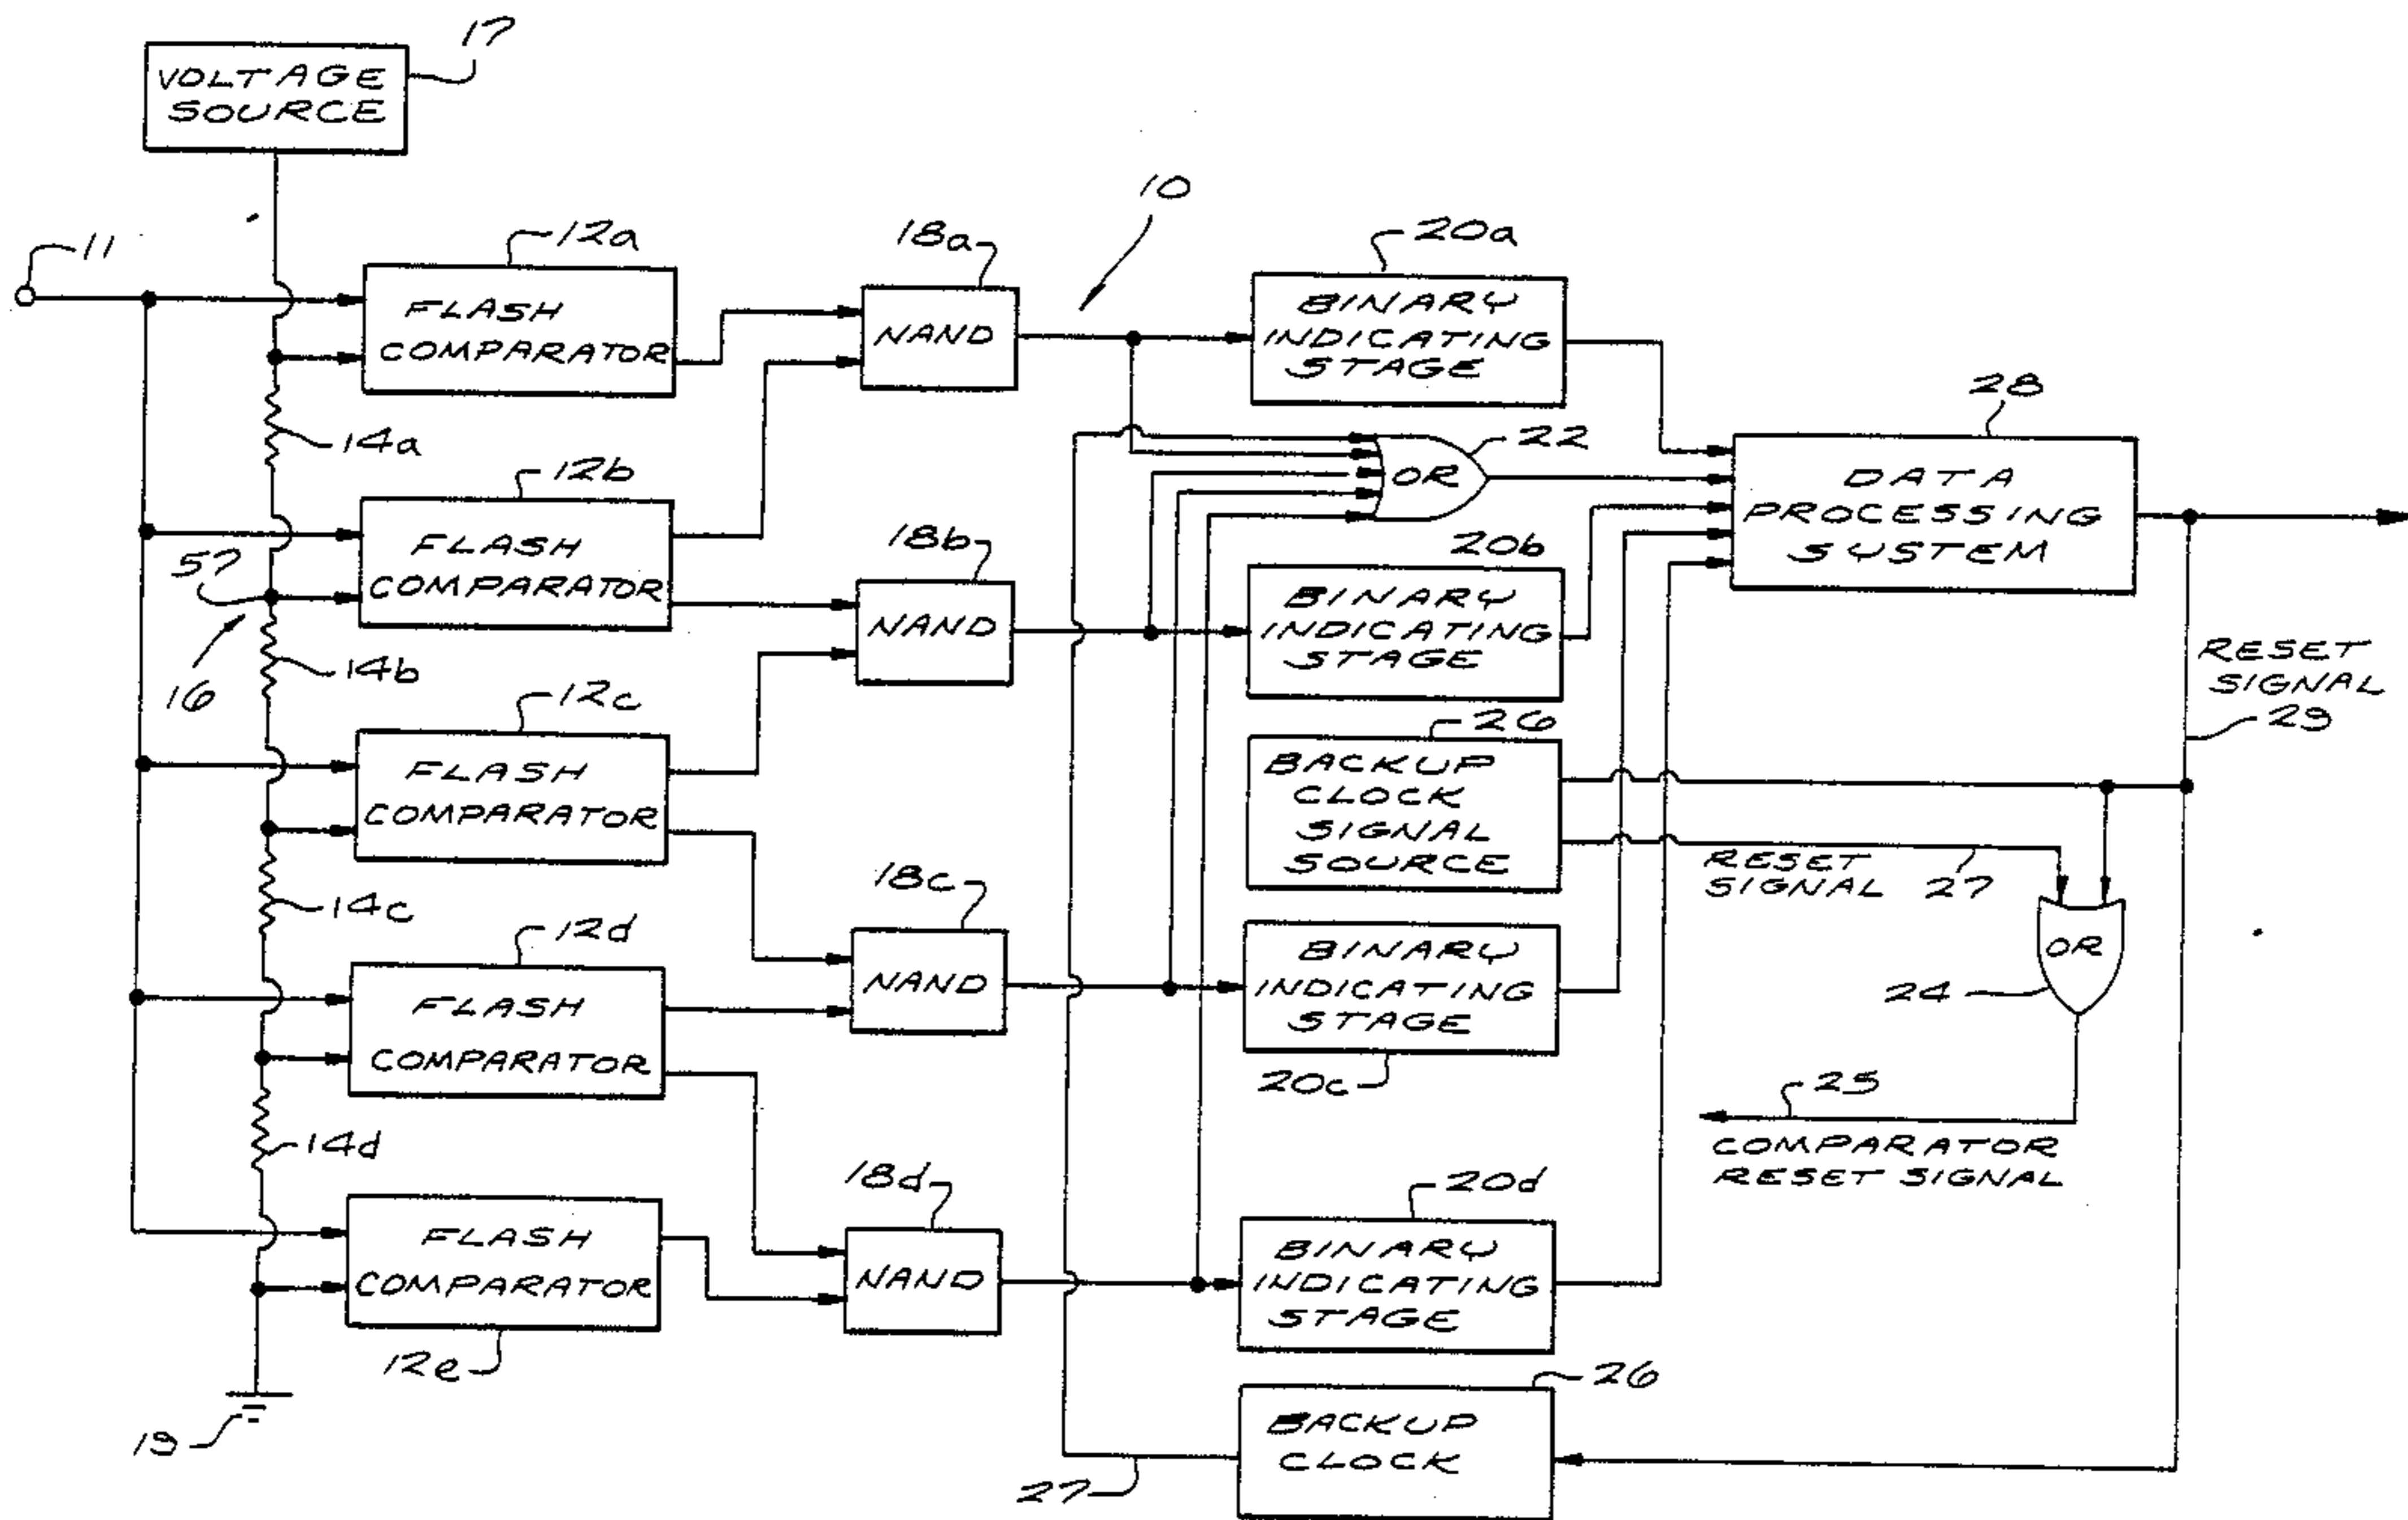 17
VOLTAGE
SOURCE
11
12a
FLASH
COMPARATOR
18a
NAND
10
20a
BINARY
INDICATING
STAGE
14a
22
OR
28
DATA
PROCESSING
SYSTEM
12b
FLASH
COMPARATOR
57
16
14b
18b
NAND
20b
BINARY
INDICATING
STAGE
RESET
SIGNAL
29
12c
FLASH
COMPARATOR
26
BACKUP
CLOCK
SIGNAL
SOURCE
RESET
SIGNAL
27
14c
18c
NAND
OR
24
12d
FLASH
COMPARATOR
BINARY
INDICATING
STAGE
20c
25
COMPARATOR
RESET SIGNAL
14d
18d
NAND
20d
BINARY
INDICATING
STAGE
FLASH
COMPARATOR
12e
19
26
BACKUP
CLOCK
27